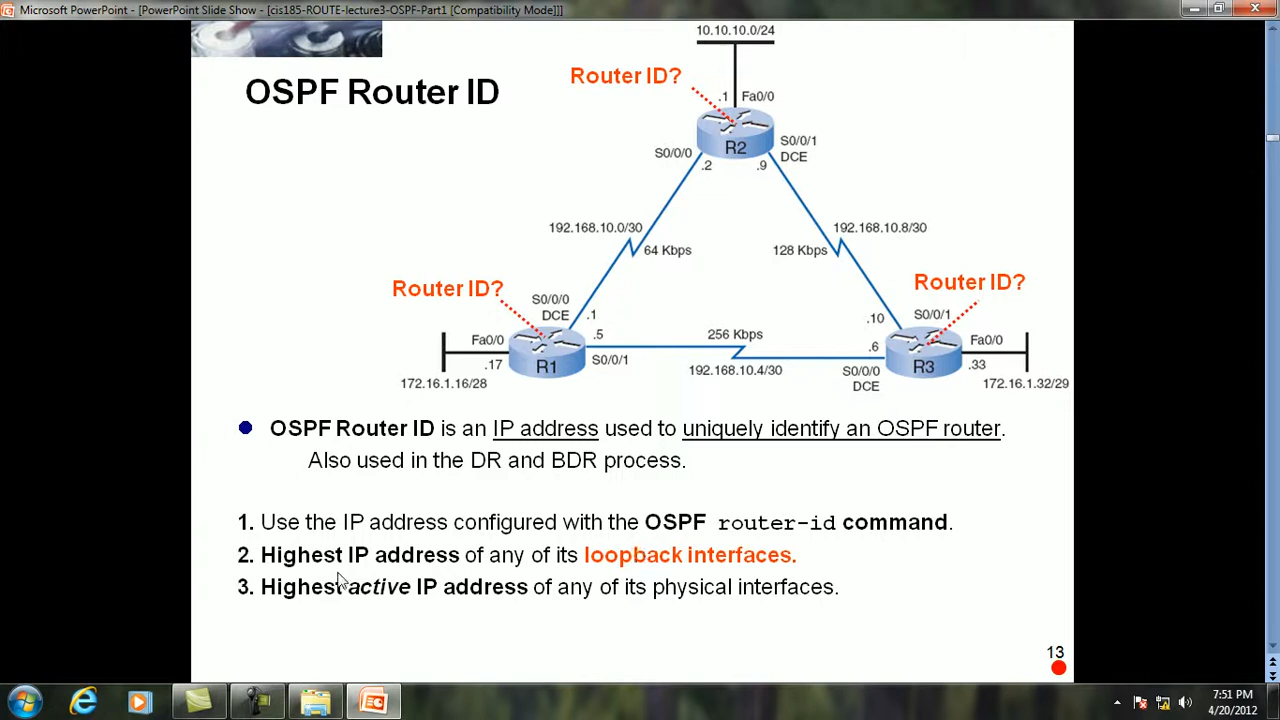 Microsoft PowerPoint - [PowerPoint Slide Show - [cis185-ROUTE-lecture3-OSPF-Part1 [Compatibility Mode]]]
10.10.10.0/24
Router ID?
OSPF Router ID
.1 Fa0/0
R2
S0/0/0
S0/0/1
DCE
.2 .9
192.168.10.0/30
192.168.10.8/30
64 Kbps
128 Kbps
Router ID?
Router ID?
S0/0/0
DCE
.1
.10
S0/0/1
.5
256 Kbps
.6
Fa0/0
Fa0/0
R1
S0/0/1
R3
.17
192.168.10.4/30
S0/0/0
DCE
.33
172.16.1.16/28
172.16.1.32/29
OSPF Router ID is an IP address used to uniquely identify an OSPF router.
Also used in the DR and BDR process.
1. Use the IP address configured with the OSPF router-id command.
2. Highest IP address of any of its loopback interfaces.
3. Highest active IP address of any of its physical interfaces.
13
7:51 PM
4/20/2012